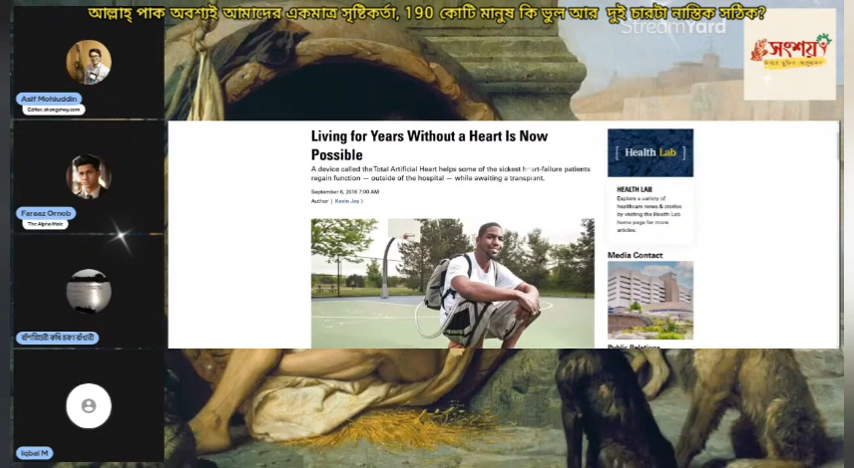 আল্লাহ্ পাক অবশ্যই আমাদের একমাত্র সৃষ্টিকর্তা, 190 কোটি মানুষ কি ভুল আর দুই চারটা নাস্তিক সঠিক?
StreamYard
সংশয়
Asif Mohiuddin
Editor, shongshoy.com
Faraaz Ornob
The Alpha Male
Iqbal M
Living for Years Without a Heart Is Now
Possible
A device called the Total Artificial Heart helps some of the sickest heart-failure patients
regain function — outside of the hospital — while awaiting a transplant.
September 6, 2016 7:00 AM
Author | Kevin Joy >
[ Health Lab ]
HEALTH LAB
Explore a variety of
healthcare news & stories
by visiting the Health Lab
home page for more
articles.
Media Contact
Public Relations